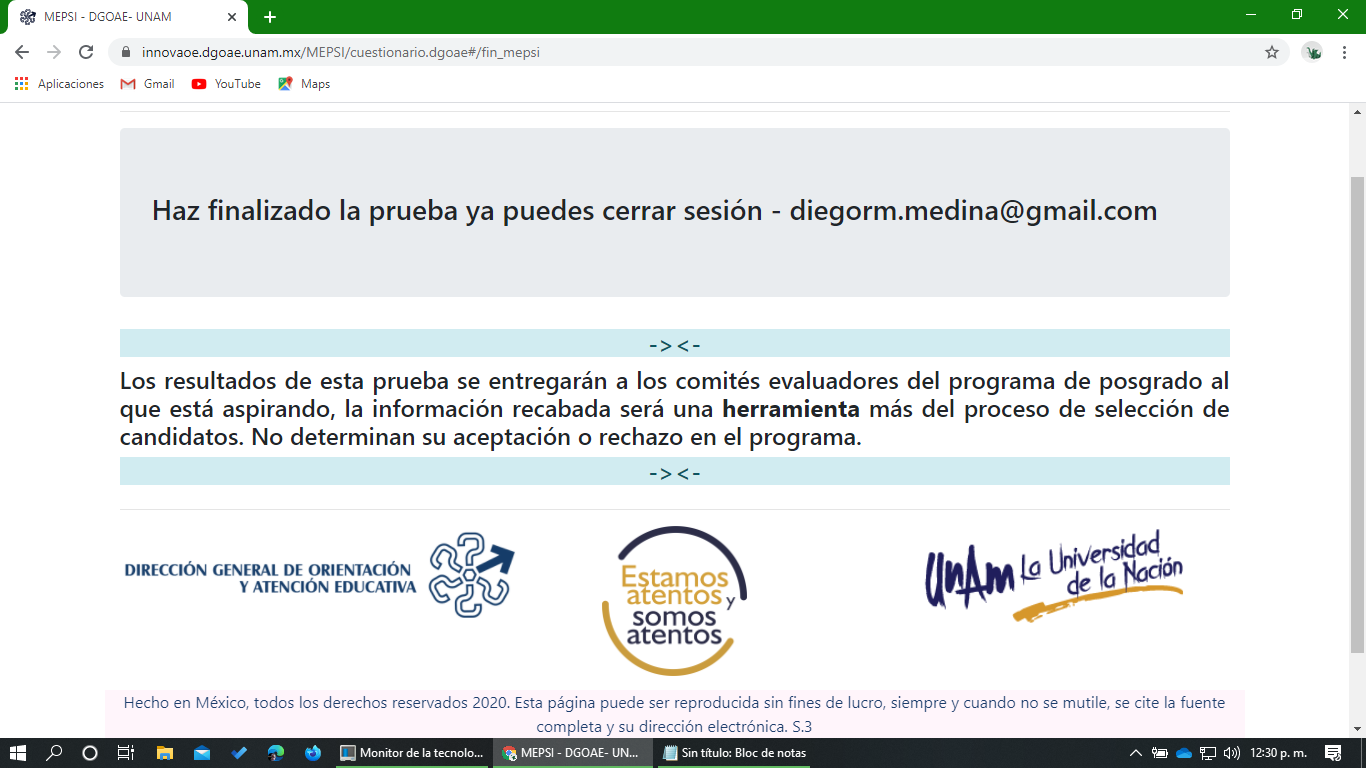 MEPSI - DGOAE- UNAM
innovaoe.dgoae.unam.mx/MEPSI/cuestionario.dgoae#/fin_mepsi
Aplicaciones Gmail YouTube Maps
Haz finalizado la prueba ya puedes cerrar sesión - diegorm.medina@gmail.com
-><-
Los resultados de esta prueba se entregarán a los comités evaluadores del programa de posgrado al
que está aspirando, la información recabada será una herramienta más del proceso de selección de
candidatos. No determinan su aceptación o rechazo en el programa.
-><-
DIRECCIÓN GENERAL DE ORIENTACIÓN
Y ATENCIÓN EDUCATIVA
Estamos
atentos y
somos
atentos
UnAm La Universidad
de la Nación
Hecho en México, todos los derechos reservados 2020. Esta página puede ser reproducida sin fines de lucro, siempre y cuando no se mutile, se cite la fuente
completa y su dirección electrónica. S.3
Monitor de la tecnolo... MEPSI - DGOAE- UN... Sin título: Bloc de notas 12:30 p. m.